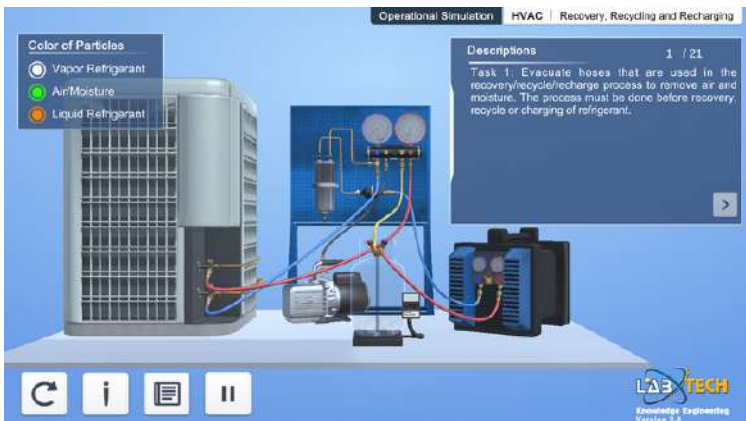 Operational Simulation HVAC Recovery, Recycling and Recharging
Color of Particles
Vapor Refrigerant
Air/Moisture
Liquid Refrigerant
Descriptions 1 / 21
Task 1: Evacuate hoses that are used in the
recovery/recycle/recharge process to remove air and
moisture. The process must be done before recovery,
recycle or charging of refrigerant.
LABTECH
Knowledge Engineering